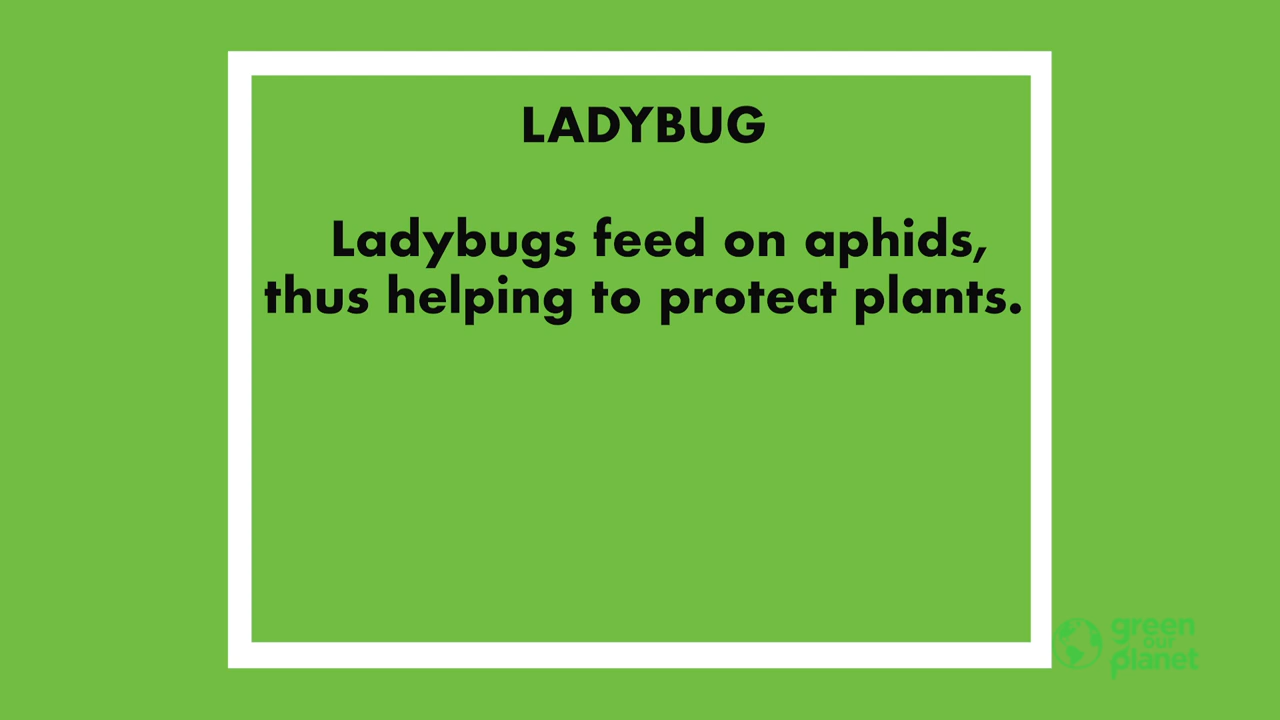 LADYBUG
Ladybugs feed on aphids,
thus helping to protect plants.
green
our
planet